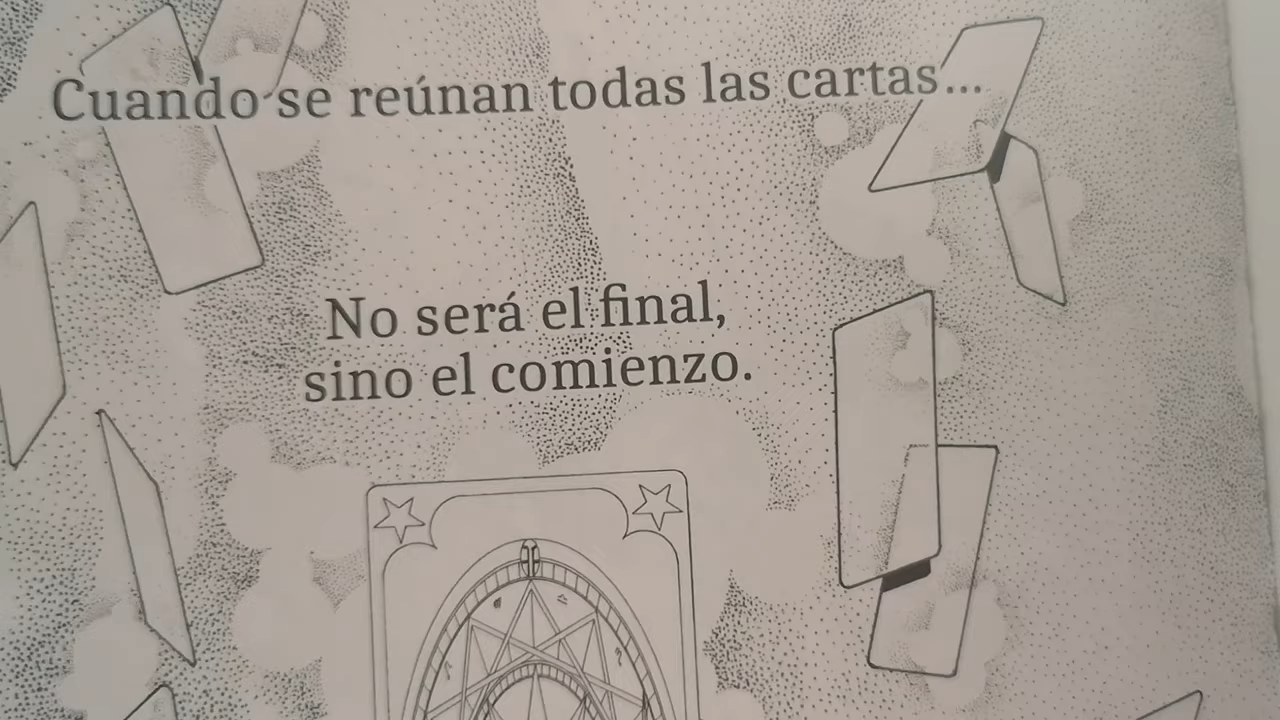 Cuando se reúnan todas las cartas...
No será el final,
sino el comienzo.